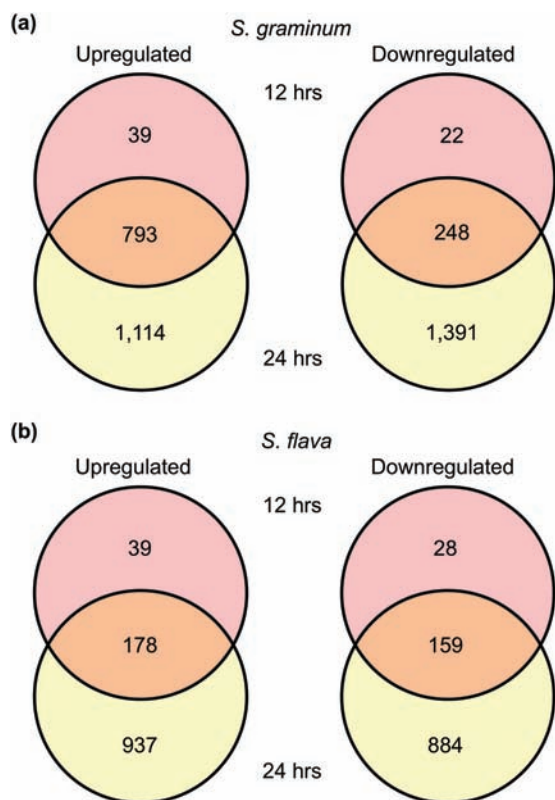 (a)
S. graminum
Upregulated Downregulated
12 hrs
39 22
793 248
1,114 1,391
24 hrs
(b)
S. flava
Upregulated Downregulated
12 hrs
39 28
178 159
937 884
24 hrs